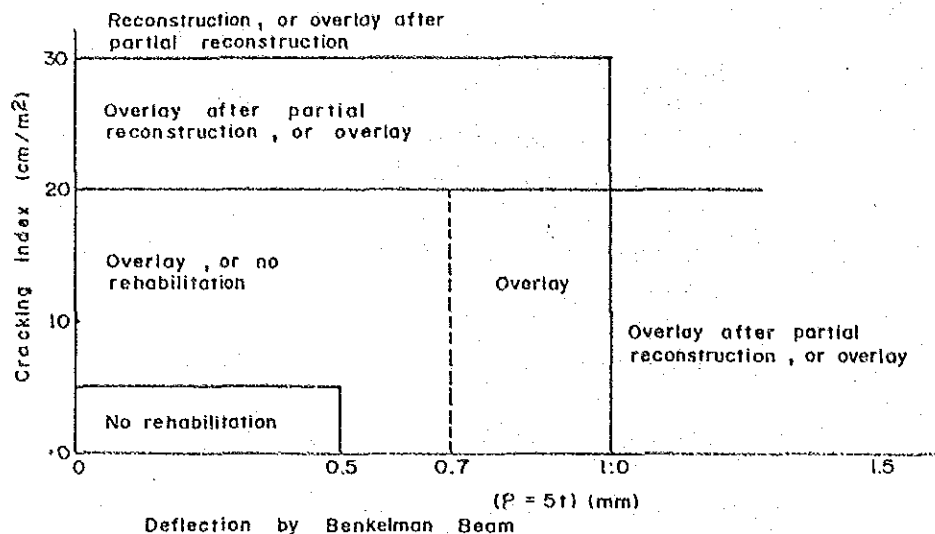 Reconstruction, or overlay after
partial reconstruction
30
Overlay after partial
reconstruction, or overlay
20
Overlay, or no
rehabilitation
Overlay
10
Overlay after partial
reconstruction, or overlay
No rehabilitation
0
0
0.5
0.7
1.0
1.5
(P = 5t) (mm)
Deflection by Benkelman Beam
Cracking Index (cm/m2)